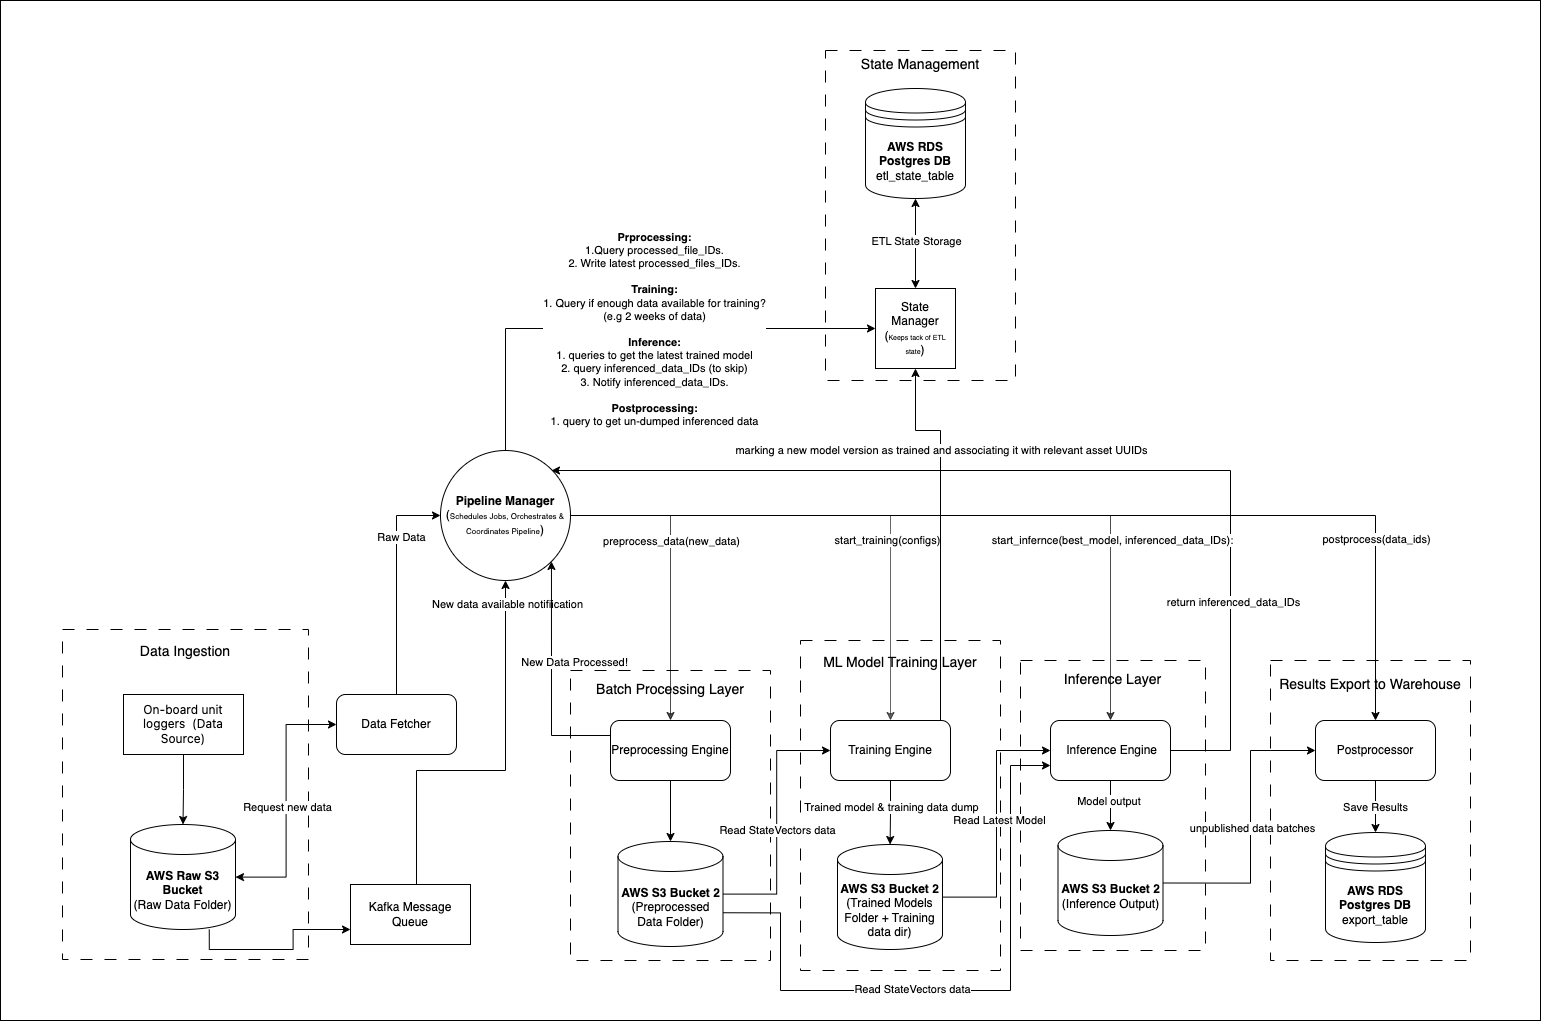 State Management
AWS RDS
Postgres DB
etl_state_table
ETL State Storage
State
Manager
(Keeps tack of ETL
state)
Prprocessing:
1.Query processed_file_IDs.
2. Write latest processed_files_IDs.
Training:
1. Query if enough data available for training?
(e.g 2 weeks of data)
Inference:
1. queries to get the latest trained model
2. query inferenced_data_IDs (to skip)
3. Notify inferenced_data_IDs.
Postprocessing:
1. query to get un-dumped inferenced data
marking a new model version as trained and associating it with relevant asset UUIDs
Pipeline Manager
(Schedules Jobs, Orchestrates &
Coordinates Pipeline)
Raw Data
preprocess_data(new_data)
start_training(configs)
start_infernce(best_model, inferenced_data_IDs):
postprocess(data_ids)
New data available notification
return inferenced_data_IDs
New Data Processed!
Data Ingestion
On-board unit
loggers (Data
Source)
Data Fetcher
Request new data
AWS Raw S3
Bucket
(Raw Data Folder)
Kafka Message
Queue
Batch Processing Layer
Preprocessing Engine
Read StateVectors data
AWS S3 Bucket 2
(Preprocessed
Data Folder)
ML Model Training Layer
Training Engine
Trained model & training data dump
AWS S3 Bucket 2
(Trained Models
Folder + Training
data dir)
Read Latest Model
Read StateVectors data
Inference Layer
Inference Engine
Model output
AWS S3 Bucket 2
(Inference Output)
unpublished data batches
Results Export to Warehouse
Postprocessor
Save Results
AWS RDS
Postgres DB
export_table